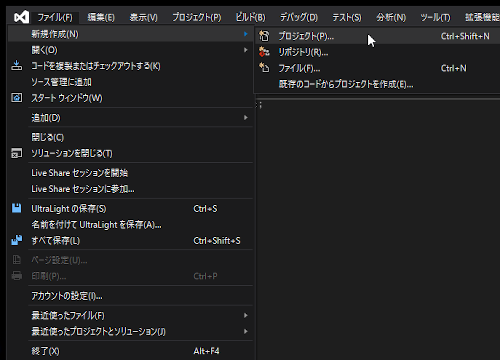 ファイル(F) 編集(E) 表示(V) プロジェクト(P) ビルド(B) デバッグ(D) テスト(S) 分析(N) ツール(T) 拡張機能
新規作成(N)
プロジェクト(P)... Ctrl+Shift+N
開く(O)
リポジトリ(R)...
コードを複製またはチェックアウトする(K)
ファイル(F)... Ctrl+N
ソース管理に追加
既存のコードからプロジェクトを作成(E)...
スタート ウィンドウ(W)
;
追加(D)
閉じる(C)
ソリューションを閉じる(T)
Live Share セッションを開始
Live Share セッションに参加...
UltraLight の保存(S) Ctrl+S
名前を付けて UltraLight を保存(A)...
すべて保存(L) Ctrl+Shift+S
ページ設定(U)...
印刷(P)... Ctrl+P
アカウントの設定(I)...
最近使ったファイル(F)
最近使ったプロジェクトとソリューション(J)
終了(X) Alt+F4